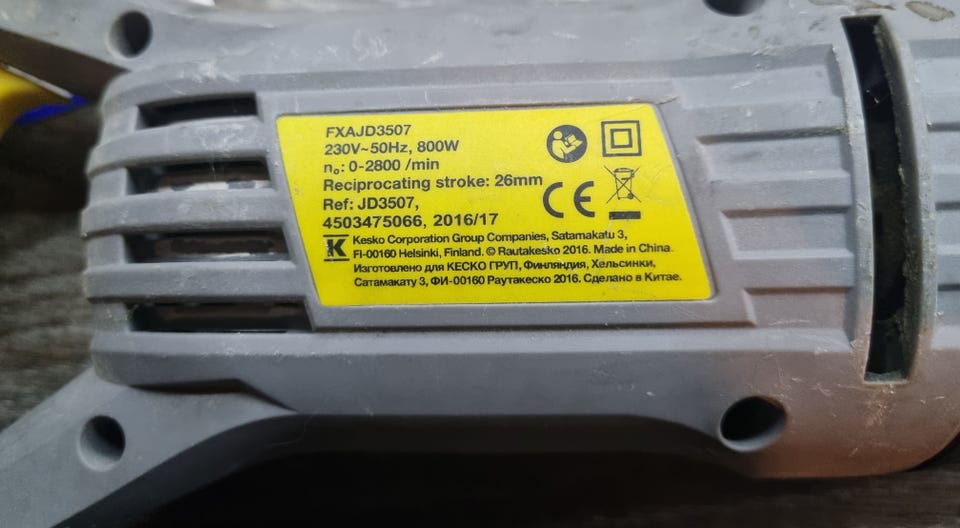 FXAJD3507
230V~50Hz, 800W
n₀: 0-2800 /min
Reciprocating stroke: 26mm
Ref: JD3507,
4503475066, 2016/17
CE
K
Kesko Corporation Group Companies, Satamakatu 3,
FI-00160 Helsinki, Finland. © Rautakesko 2016. Made in China.
Изготовлено для КЕСКО ГРУП, Финляндия, Хельсинки,
Сатамакату 3, ФИ-00160 Раутакеско 2016. Сделано в Китае.